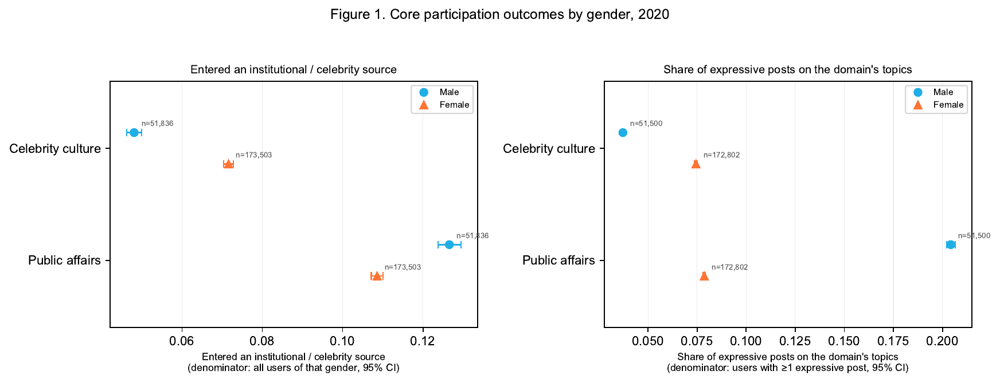 Figure 1. Core participation outcomes by gender, 2020
Entered an institutional / celebrity source
Male
Female
n=51,836
Celebrity culture
n=173,503
n=51,836
Public affairs
n=173,503
0.06 0.08 0.10 0.12
Entered an institutional / celebrity source
(denominator: all users of that gender, 95% CI)
Share of expressive posts on the domain's topics
Male
Female
n=51,500
Celebrity culture
n=172,802
n=51,500
Public affairs
n=172,802
0.050 0.075 0.100 0.125 0.150 0.175 0.200
Share of expressive posts on the domain's topics
(denominator: users with ≥1 expressive post, 95% CI)